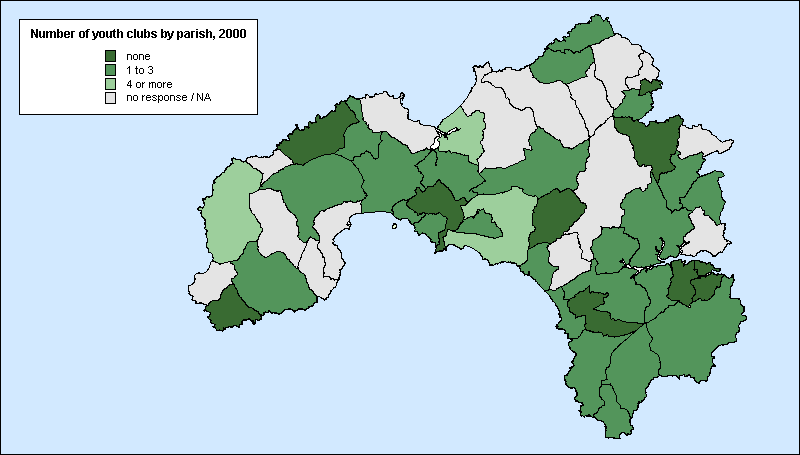 Number of youth clubs by parish, 2000
none
1 to 3
4 or more
no response / NA